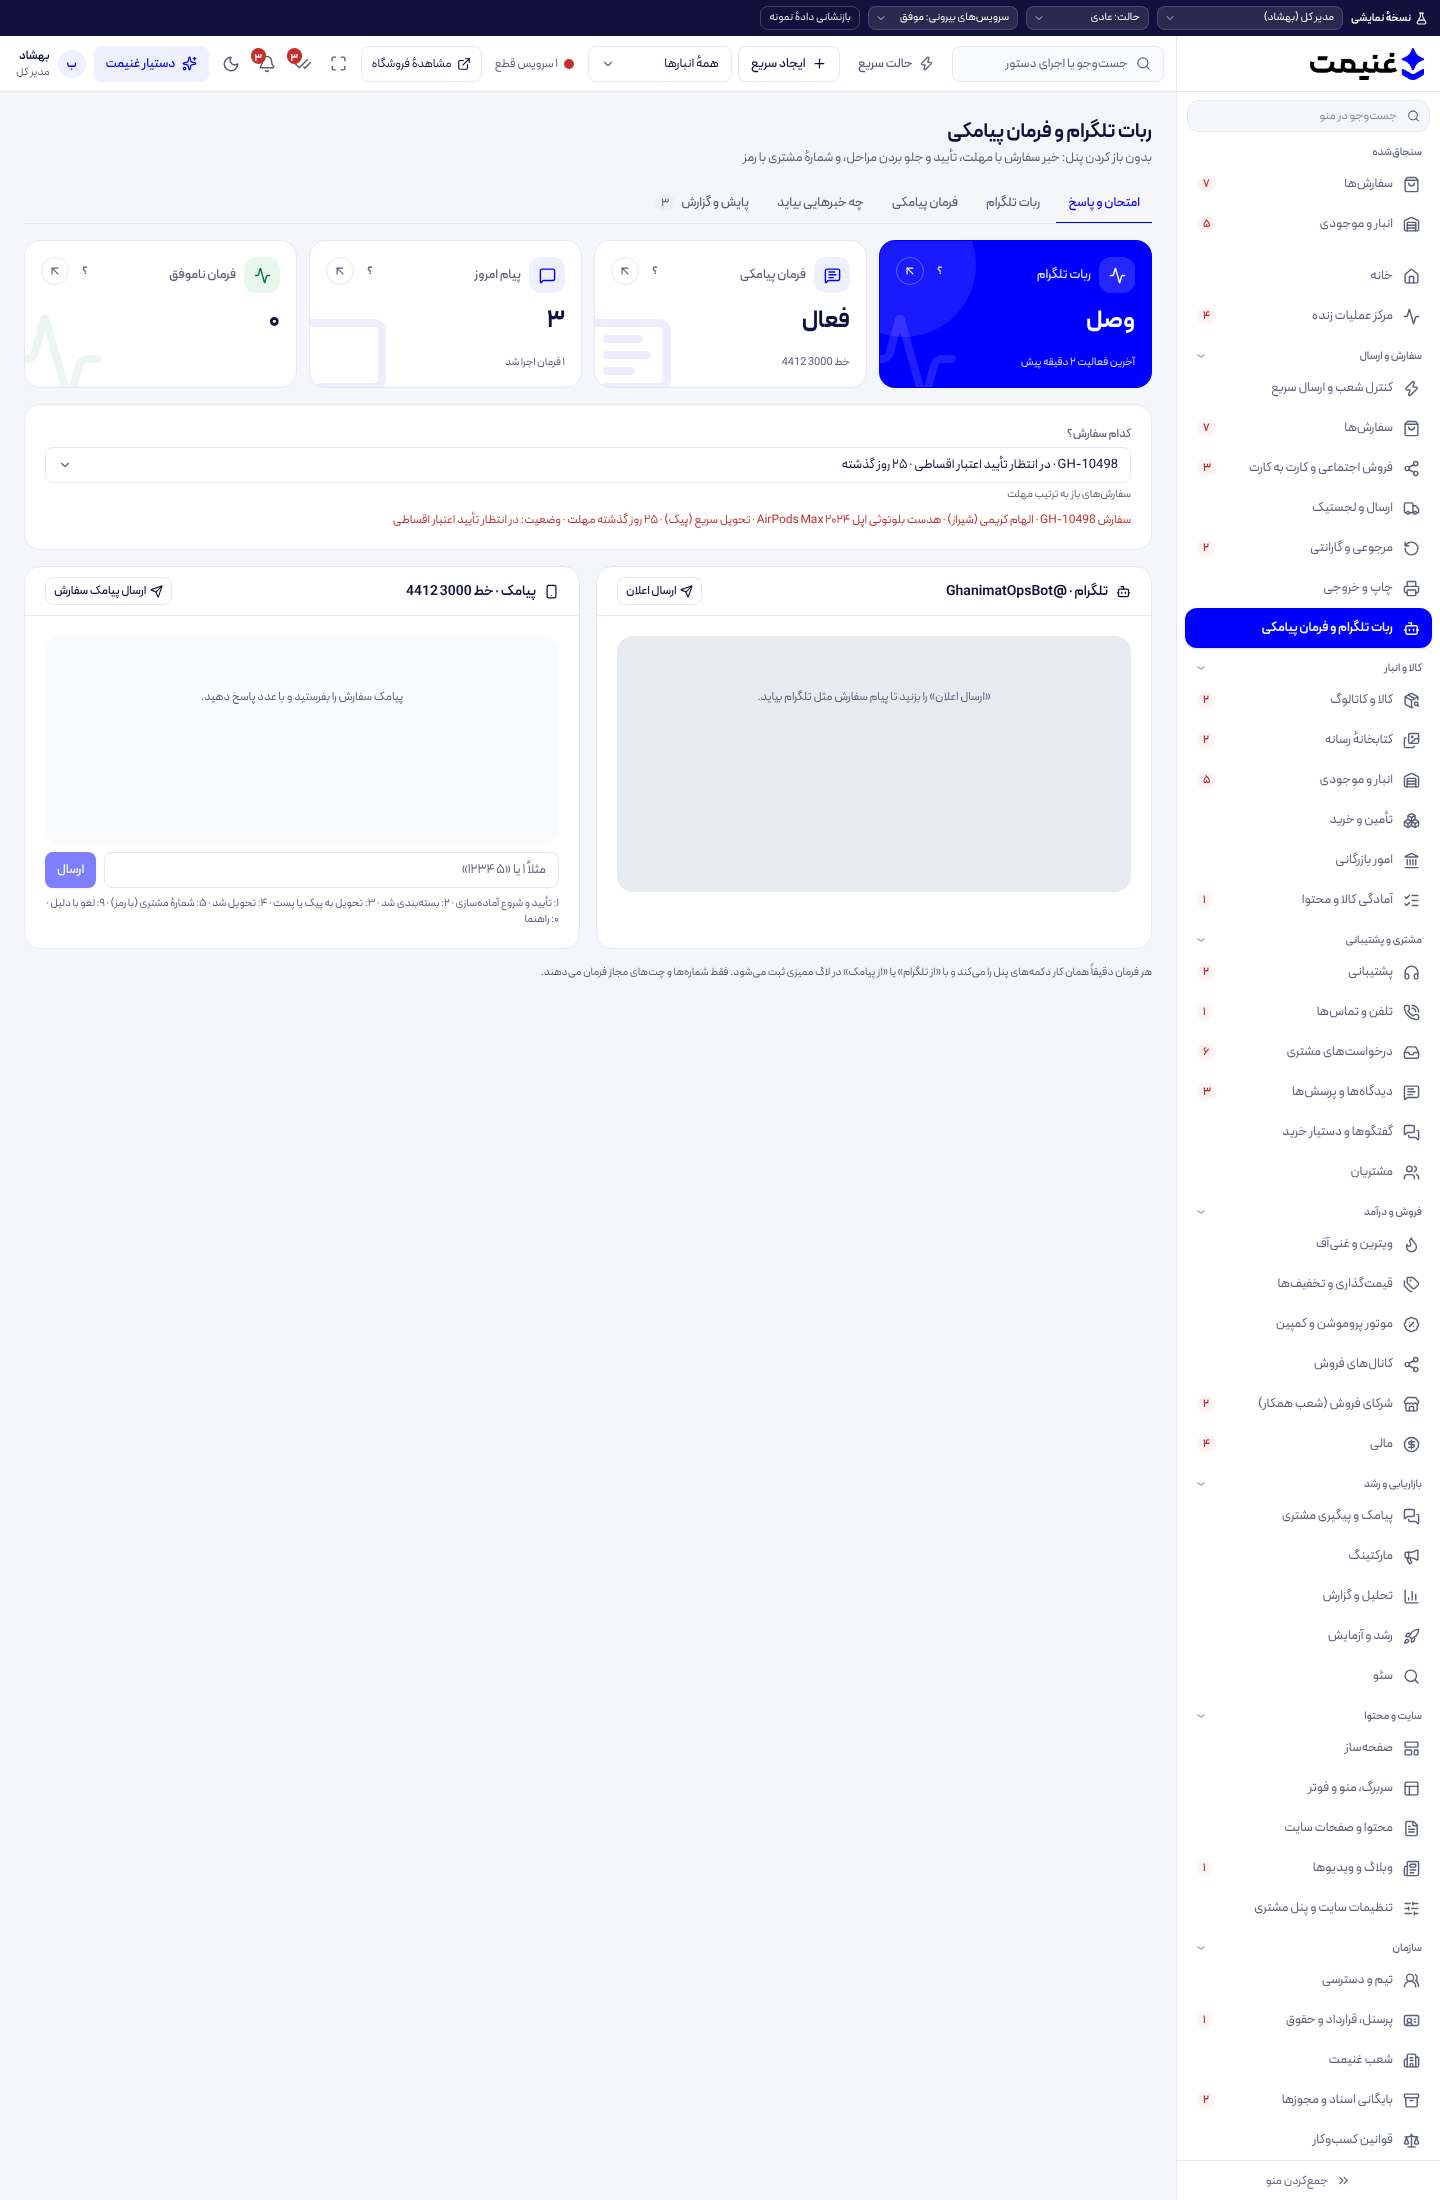 نسخهٔ نمایشی
مدیر کل (بهشاد)
حالت: عادی
سرویس‌های بیرونی: موفق
بازنشانی دادهٔ نمونه
غنیمت
جست‌وجو یا اجرای دستور
حالت سریع
ایجاد سریع
همهٔ انبارها
۱ سرویس قطع
مشاهدهٔ فروشگاه
۳
۳
دستیار غنیمت
ب
بهشاد
مدیر کل
جست‌وجو در منو
سنجاق‌شده
سفارش‌ها ۷
انبار و موجودی ۵
خانه
مرکز عملیات زنده ۴
سفارش و ارسال
کنترل شعب و ارسال سریع
سفارش‌ها ۷
فروش اجتماعی و کارت به کارت ۳
ارسال و لجستیک
مرجوعی و گارانتی ۲
چاپ و خروجی
ربات تلگرام و فرمان پیامکی
کالا و انبار
کالا و کاتالوگ ۲
کتابخانهٔ رسانه ۲
انبار و موجودی ۵
تأمین و خرید
امور بازرگانی
آمادگی کالا و محتوا ۱
مشتری و پشتیبانی
پشتیبانی ۲
تلفن و تماس‌ها ۱
درخواست‌های مشتری ۶
دیدگاه‌ها و پرسش‌ها ۳
گفتگوها و دستیار خرید
مشتریان
فروش و درآمد
ویترین و غنی‌آف
قیمت‌گذاری و تخفیف‌ها
موتور پروموشن و کمپین
کانال‌های فروش
شرکای فروش (شعب همکار) ۲
مالی ۴
بازاریابی و رشد
پیامک و پیگیری مشتری
مارکتینگ
تحلیل و گزارش
رشد و آزمایش
سئو
سایت و محتوا
صفحه‌ساز
سربرگ، منو و فوتر
محتوا و صفحات سایت
وبلاگ و ویدیوها ۱
تنظیمات سایت و پنل مشتری
سازمان
تیم و دسترسی
پرسنل، قرارداد و حقوق ۱
شعب غنیمت
بایگانی اسناد و مجوزها ۲
قوانین کسب‌وکار
جمع‌کردن منو
ربات تلگرام و فرمان پیامکی
بدون باز کردن پنل: خبر سفارش با مهلت، تأیید و جلو بردن مراحل، و شمارهٔ مشتری با رمز
امتحان و پاسخ
ربات تلگرام
فرمان پیامکی
چه خبرهایی بیاید
پایش و گزارش ۳
ربات تلگرام ؟
وصل
آخرین فعالیت ۲ دقیقه پیش
فرمان پیامکی ؟
فعال
خط 3000 4412
پیام امروز ؟
۳
۱ فرمان اجرا شد
فرمان ناموفق ؟
۰
کدام سفارش؟
GH-10498 · در انتظار تأیید اعتبار اقساطی · ۲۵ روز گذشته
سفارش‌های باز به ترتیب مهلت
سفارش GH-10498 · الهام کریمی (شیراز) · هدست بلوتوثی اپل AirPods Max ۲۰۲۴ · تحویل سریع (پیک) · ۲۵ روز گذشته مهلت · وضعیت: در انتظار تأیید اعتبار اقساطی
تلگرام · @GhanimatOpsBot
ارسال اعلان
«ارسال اعلان» را بزنید تا پیام سفارش مثل تلگرام بیاید.
پیامک · خط 3000 4412
ارسال پیامک سفارش
پیامک سفارش را بفرستید و با عدد پاسخ دهید.
مثلاً ۱ یا «۵ ۱۲۳۴»
ارسال
۱: تأیید و شروع آماده‌سازی · ۲: بسته‌بندی شد · ۳: تحویل به پیک یا پست · ۴: تحویل شد · ۵: شمارهٔ مشتری (با رمز) · ۹: لغو با دلیل ·
۰: راهنما
هر فرمان دقیقاً همان کار دکمه‌های پنل را می‌کند و با «از تلگرام» یا «از پیامک» در لاگ ممیزی ثبت می‌شود. فقط شماره‌ها و چت‌های مجاز فرمان می‌دهند.